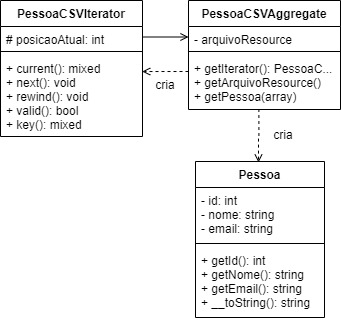 PessoaCSVIterator
# posicaoAtual: int
+ current(): mixed
+ next(): void
+ rewind(): void
+ valid(): bool
+ key(): mixed
PessoaCSVAggregate
- arquivoResource
+ getIterator(): PessoaC...
+ getArquivoResource()
+ getPessoa(array)
cria
cria
Pessoa
- id: int
- nome: string
- email: string
+ getId(): int
+ getNome(): string
+ getEmail(): string
+ __toString(): string